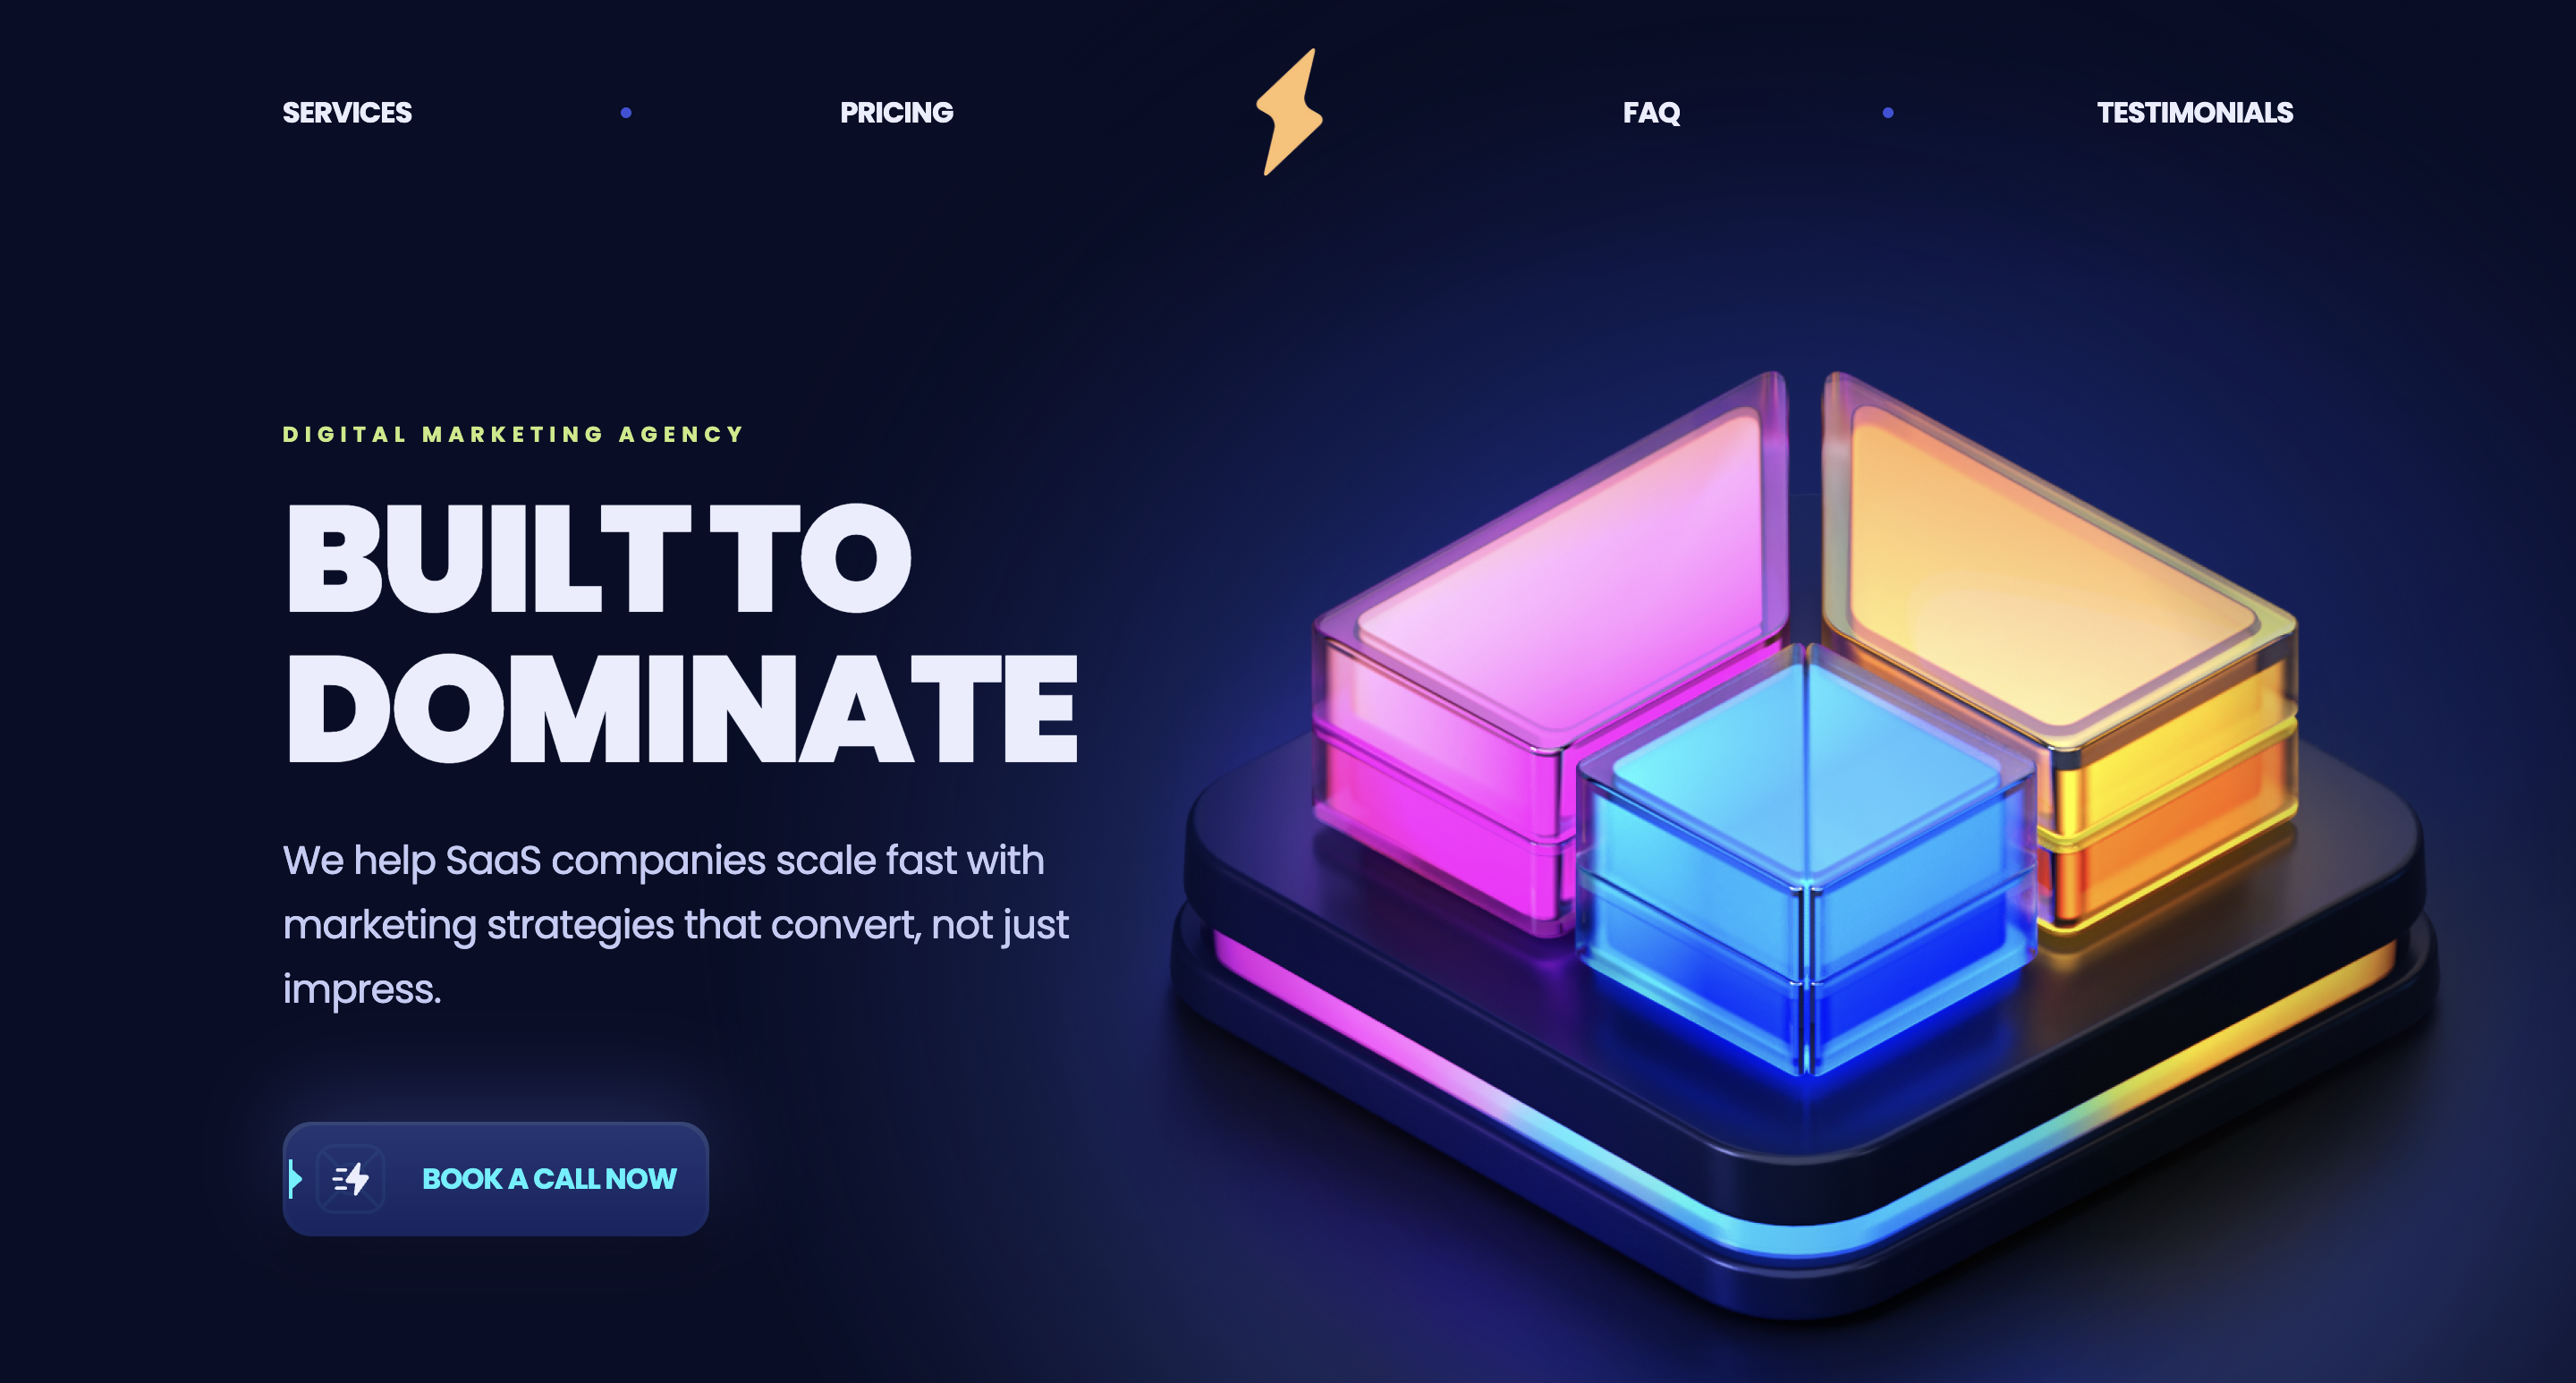 SERVICES
PRICING
FAQ
TESTIMONIALS
DIGITAL MARKETING AGENCY
BUILT TO
DOMINATE
We help SaaS companies scale fast with
marketing strategies that convert, not just
impress.
BOOK A CALL NOW